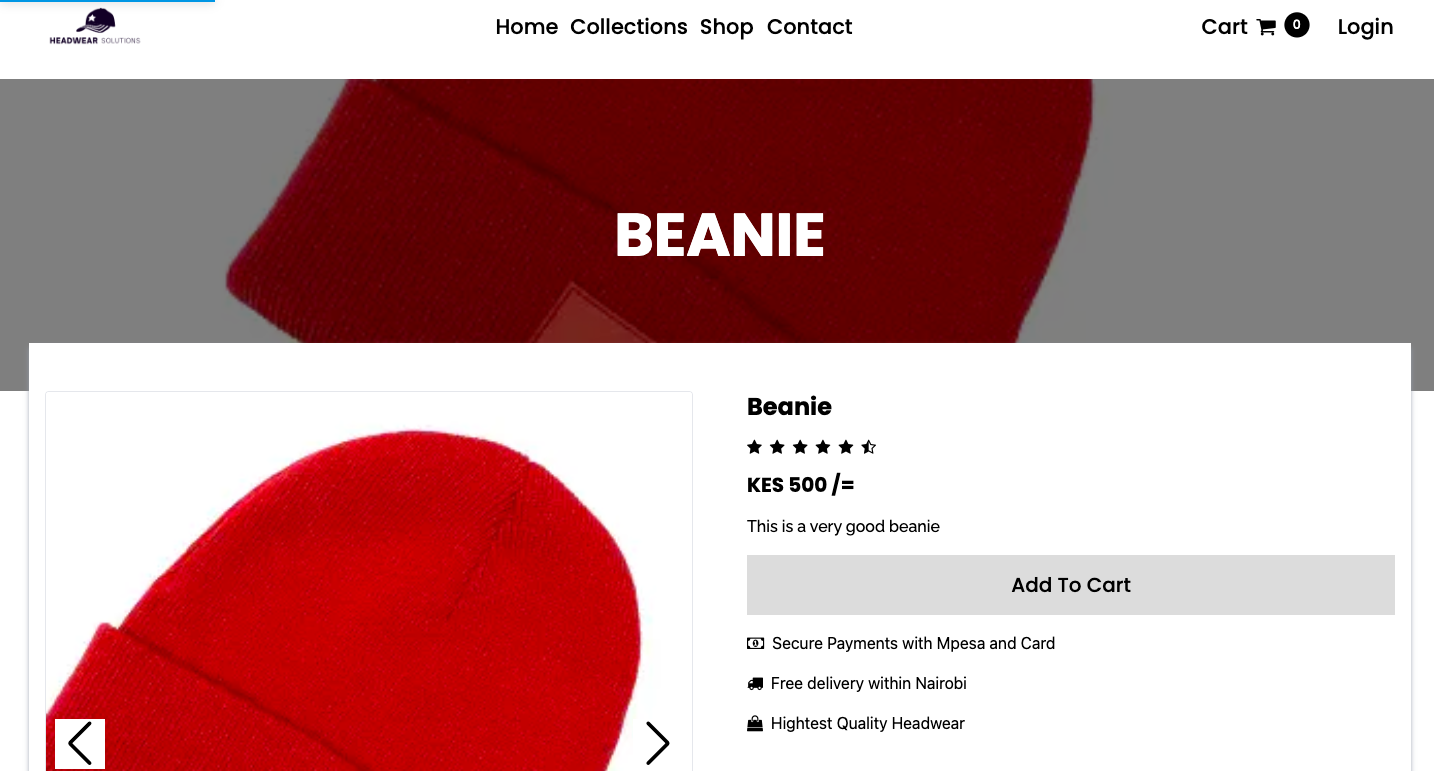 HEADWEAR SOLUTIONS
Home Collections Shop Contact
Cart 0 Login
BEANIE
Beanie
KES 500 /=
This is a very good beanie
Add To Cart
Secure Payments with Mpesa and Card
Free delivery within Nairobi
Hightest Quality Headwear